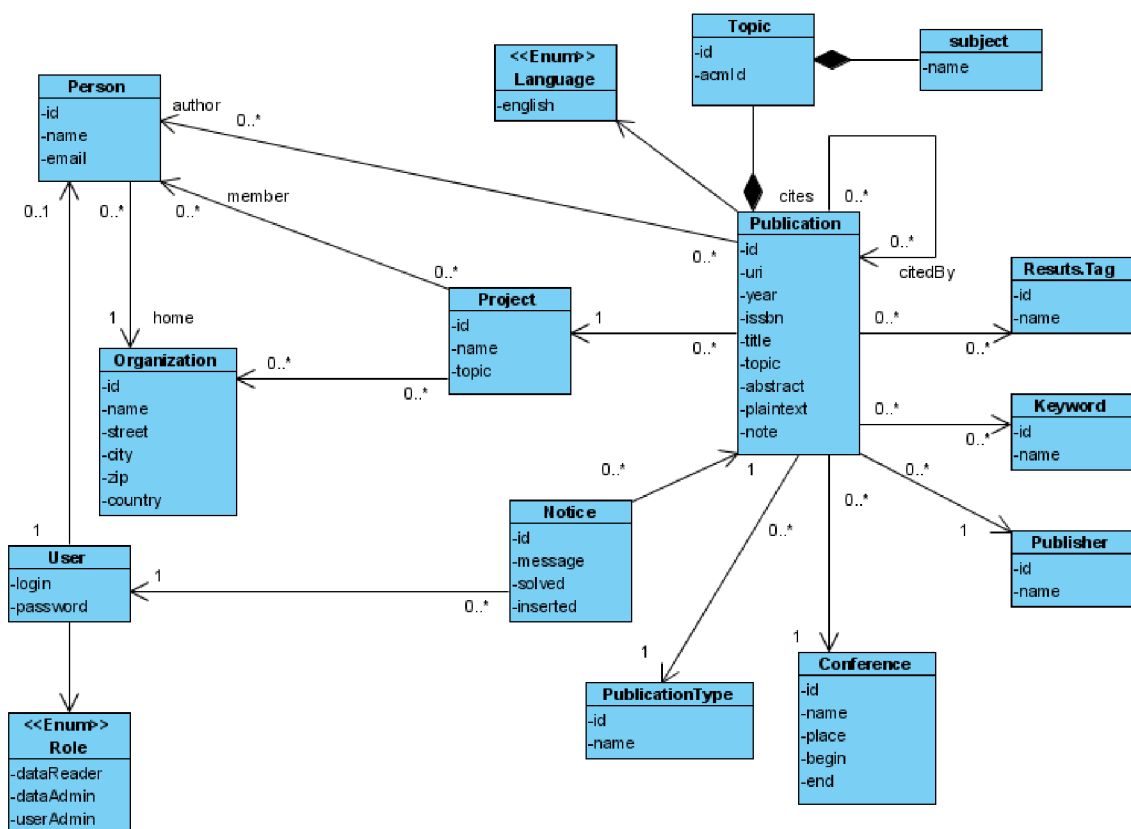 Topic
-id
-acmId
subject
-name
<<Enum>>
Language
-english
Person
-id
-name
-email
author
0..*
member
0..*
0..1
0..*
0..*
1
home
cites
0..*
0..*
citedBy
Publication
-id
-uri
-year
-issbn
-title
-topic
-abstract
-plaintext
-note
0..*
Resuts.Tag
-id
-name
0..*
0..*
Project
-id
-name
-topic
1
0..*
Organization
-id
-name
-street
-city
-zip
-country
0..*
0..*
Keyword
-id
-name
0..*
0..*
Notice
-id
-message
-solved
-inserted
0..*
1
0..*
0..*
0..*
1
Publisher
-id
-name
1
User
-login
-password
1
0..*
1
PublicationType
-id
-name
1
Conference
-id
-name
-place
-begin
-end
<<Enum>>
Role
-dataReader
-dataAdmin
-userAdmin